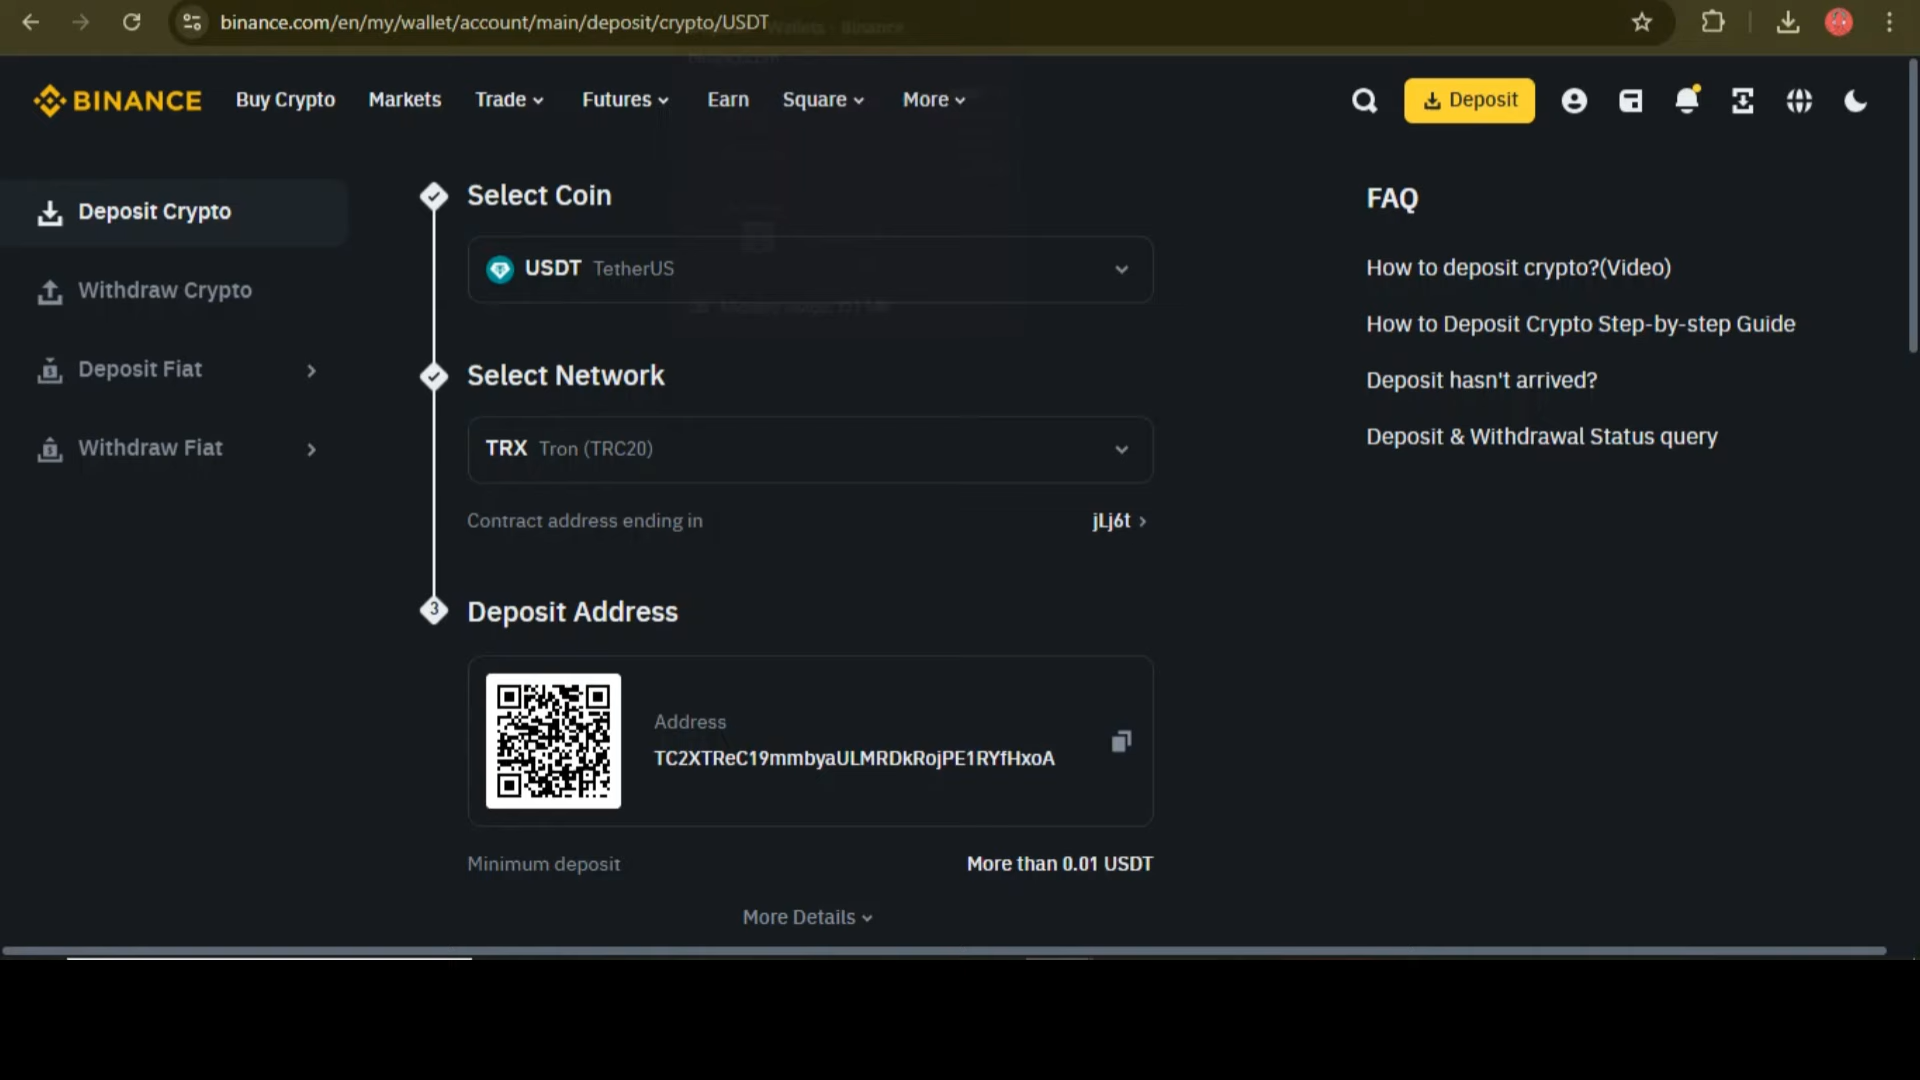 binance.com/en/my/wallet/account/main/deposit/crypto/USDT
BINANCE
Buy Crypto
Markets
Trade
Futures
Earn
Square
More
Deposit
Deposit Crypto
Withdraw Crypto
Deposit Fiat
Withdraw Fiat
Select Coin
USDT TetherUS
Select Network
TRX Tron (TRC20)
Contract address ending in
jLj6t
3
Deposit Address
Address
TC2XTReC19mmbyaULMRDkRojPE1RYfHxoA
Minimum deposit
More than 0.01 USDT
More Details
FAQ
How to deposit crypto?(Video)
How to Deposit Crypto Step-by-step Guide
Deposit hasn't arrived?
Deposit & Withdrawal Status query